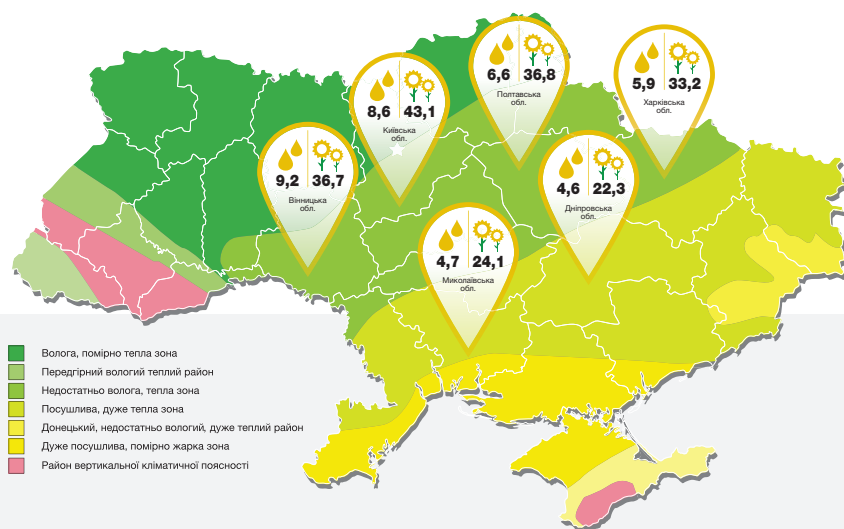 6,6 36,8
Полтавська
обл.
5,9 33,2
Харківська
обл.
8,6 43,1
Київська
обл.
9,2 36,7
Вінницька
обл.
4,6 22,3
Дніпровська
обл.
4,7 24,1
Миколаївська
обл.
Волога, помірно тепла зона
Передгірний вологий теплий район
Недостатньо волога, тепла зона
Посушлива, дуже тепла зона
Донецький, недостатньо вологий, дуже теплий район
Дуже посушлива, помірно жарка зона
Район вертикальної кліматичної поясності